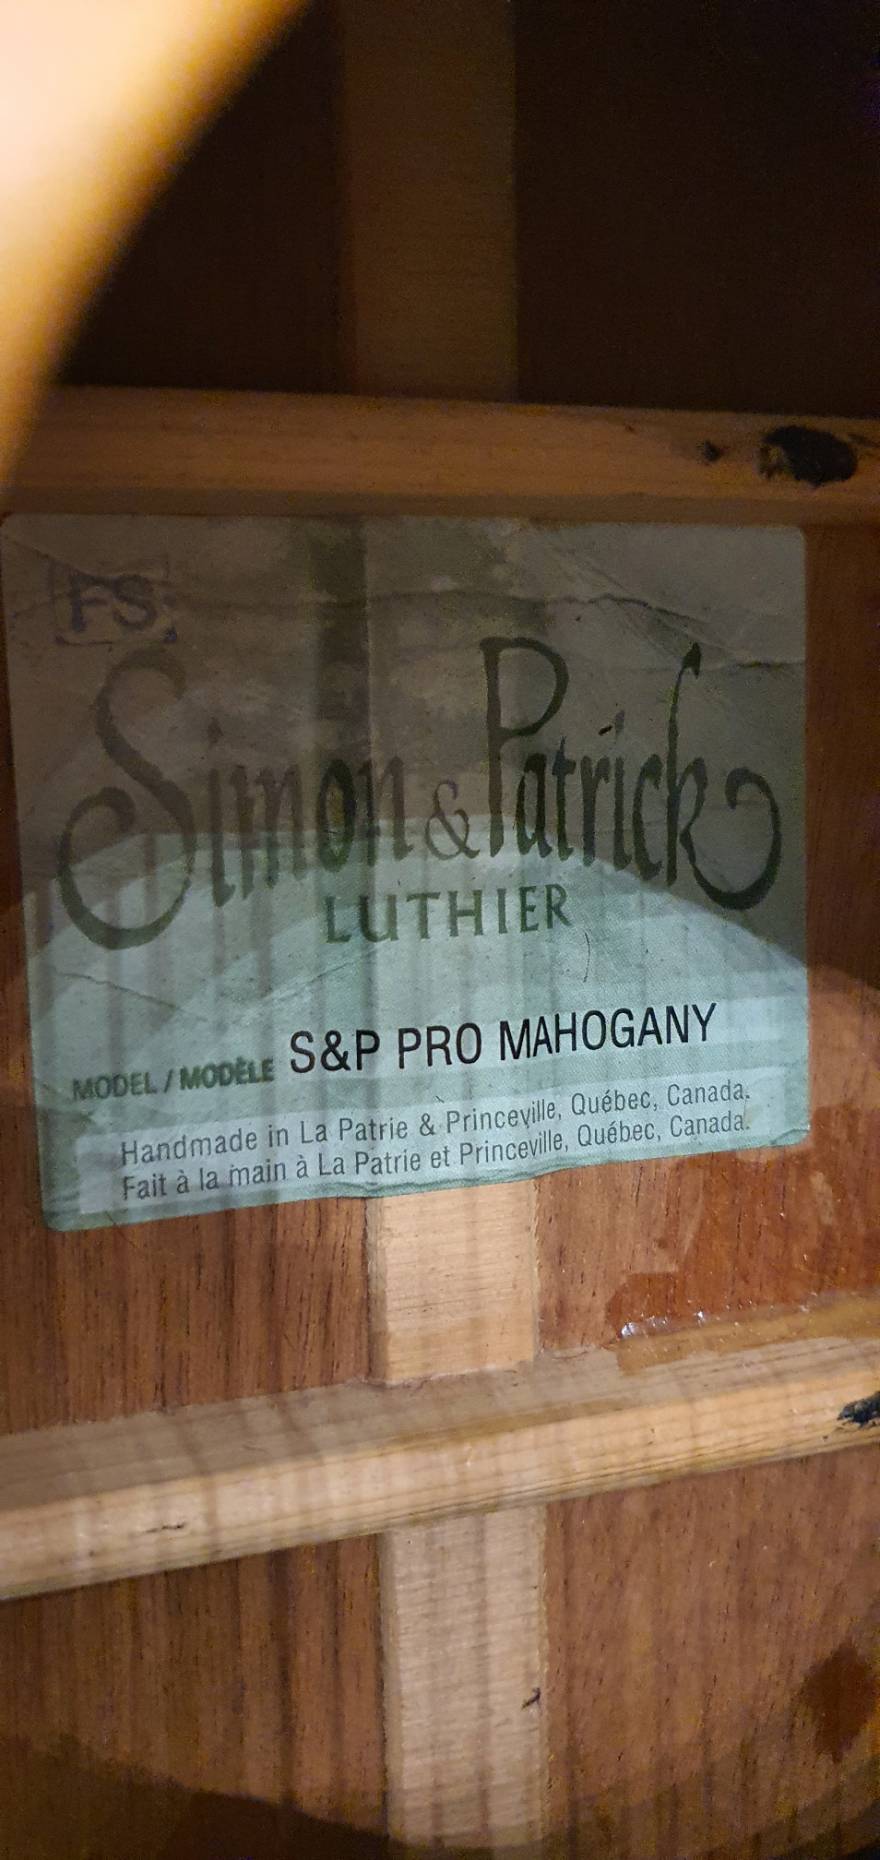 FS
Simon & Patrick
LUTHIER
MODEL / MODÈLE S&P PRO MAHOGANY
Handmade in La Patrie & Princeville, Québec, Canada.
Fait à la main à La Patrie et Princeville, Québec, Canada.